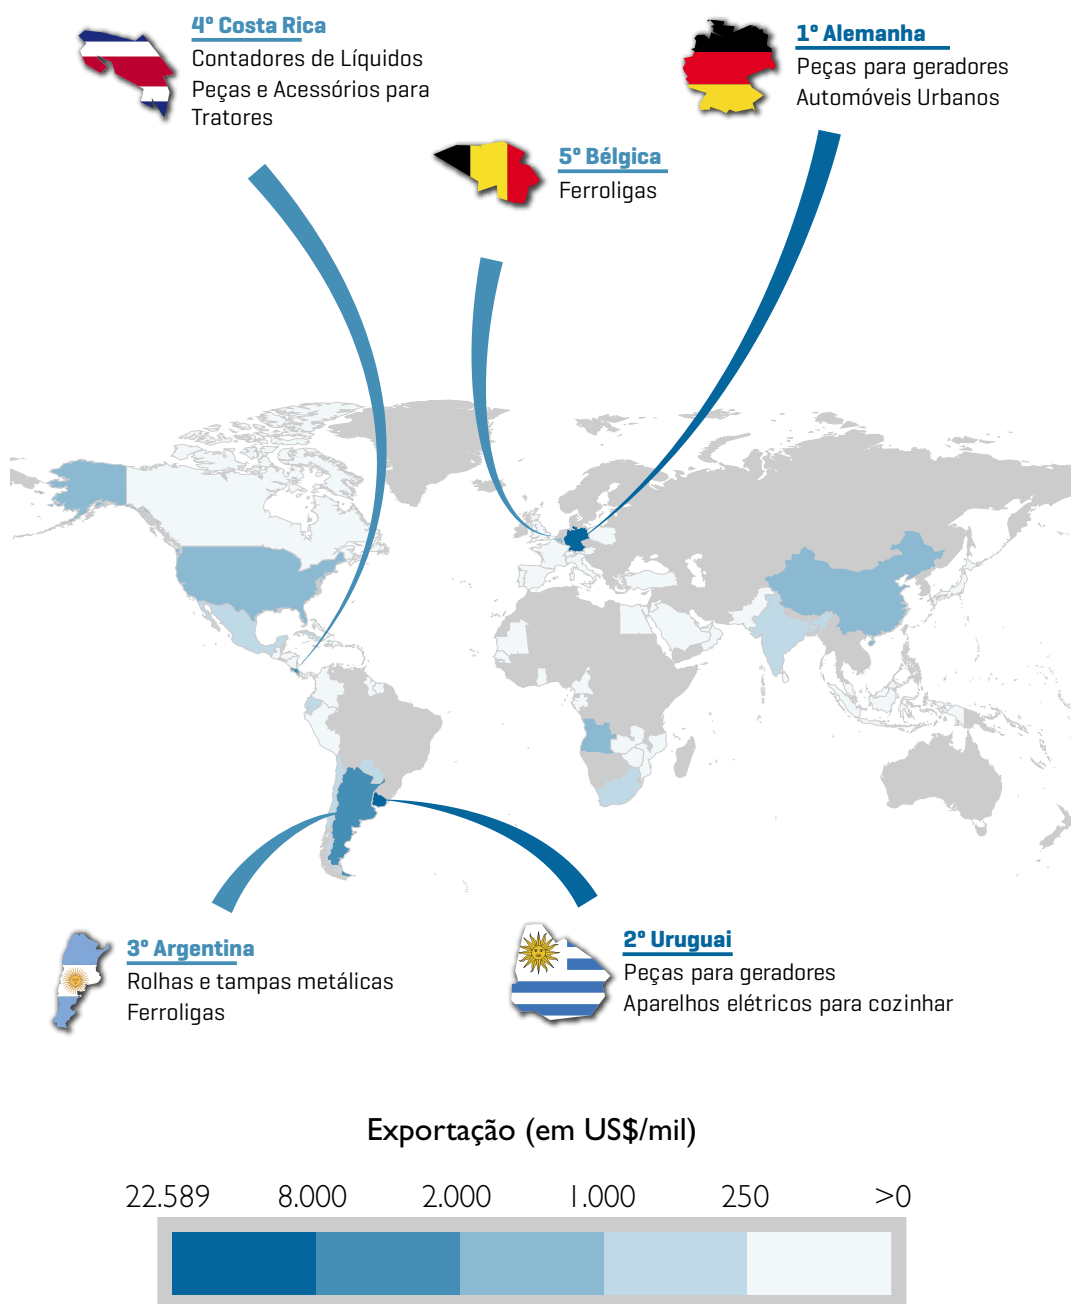 4º Costa Rica
Contadores de Líquidos
Peças e Acessórios para
Tratores
1º Alemanha
Peças para geradores
Automóveis Urbanos
5º Bélgica
Ferroligas
3º Argentina
Rolhas e tampas metálicas
Ferroligas
2º Uruguai
Peças para geradores
Aparelhos elétricos para cozinhar
Exportação (em US$/mil)
22.589 8.000 2.000 1.000 250 >0